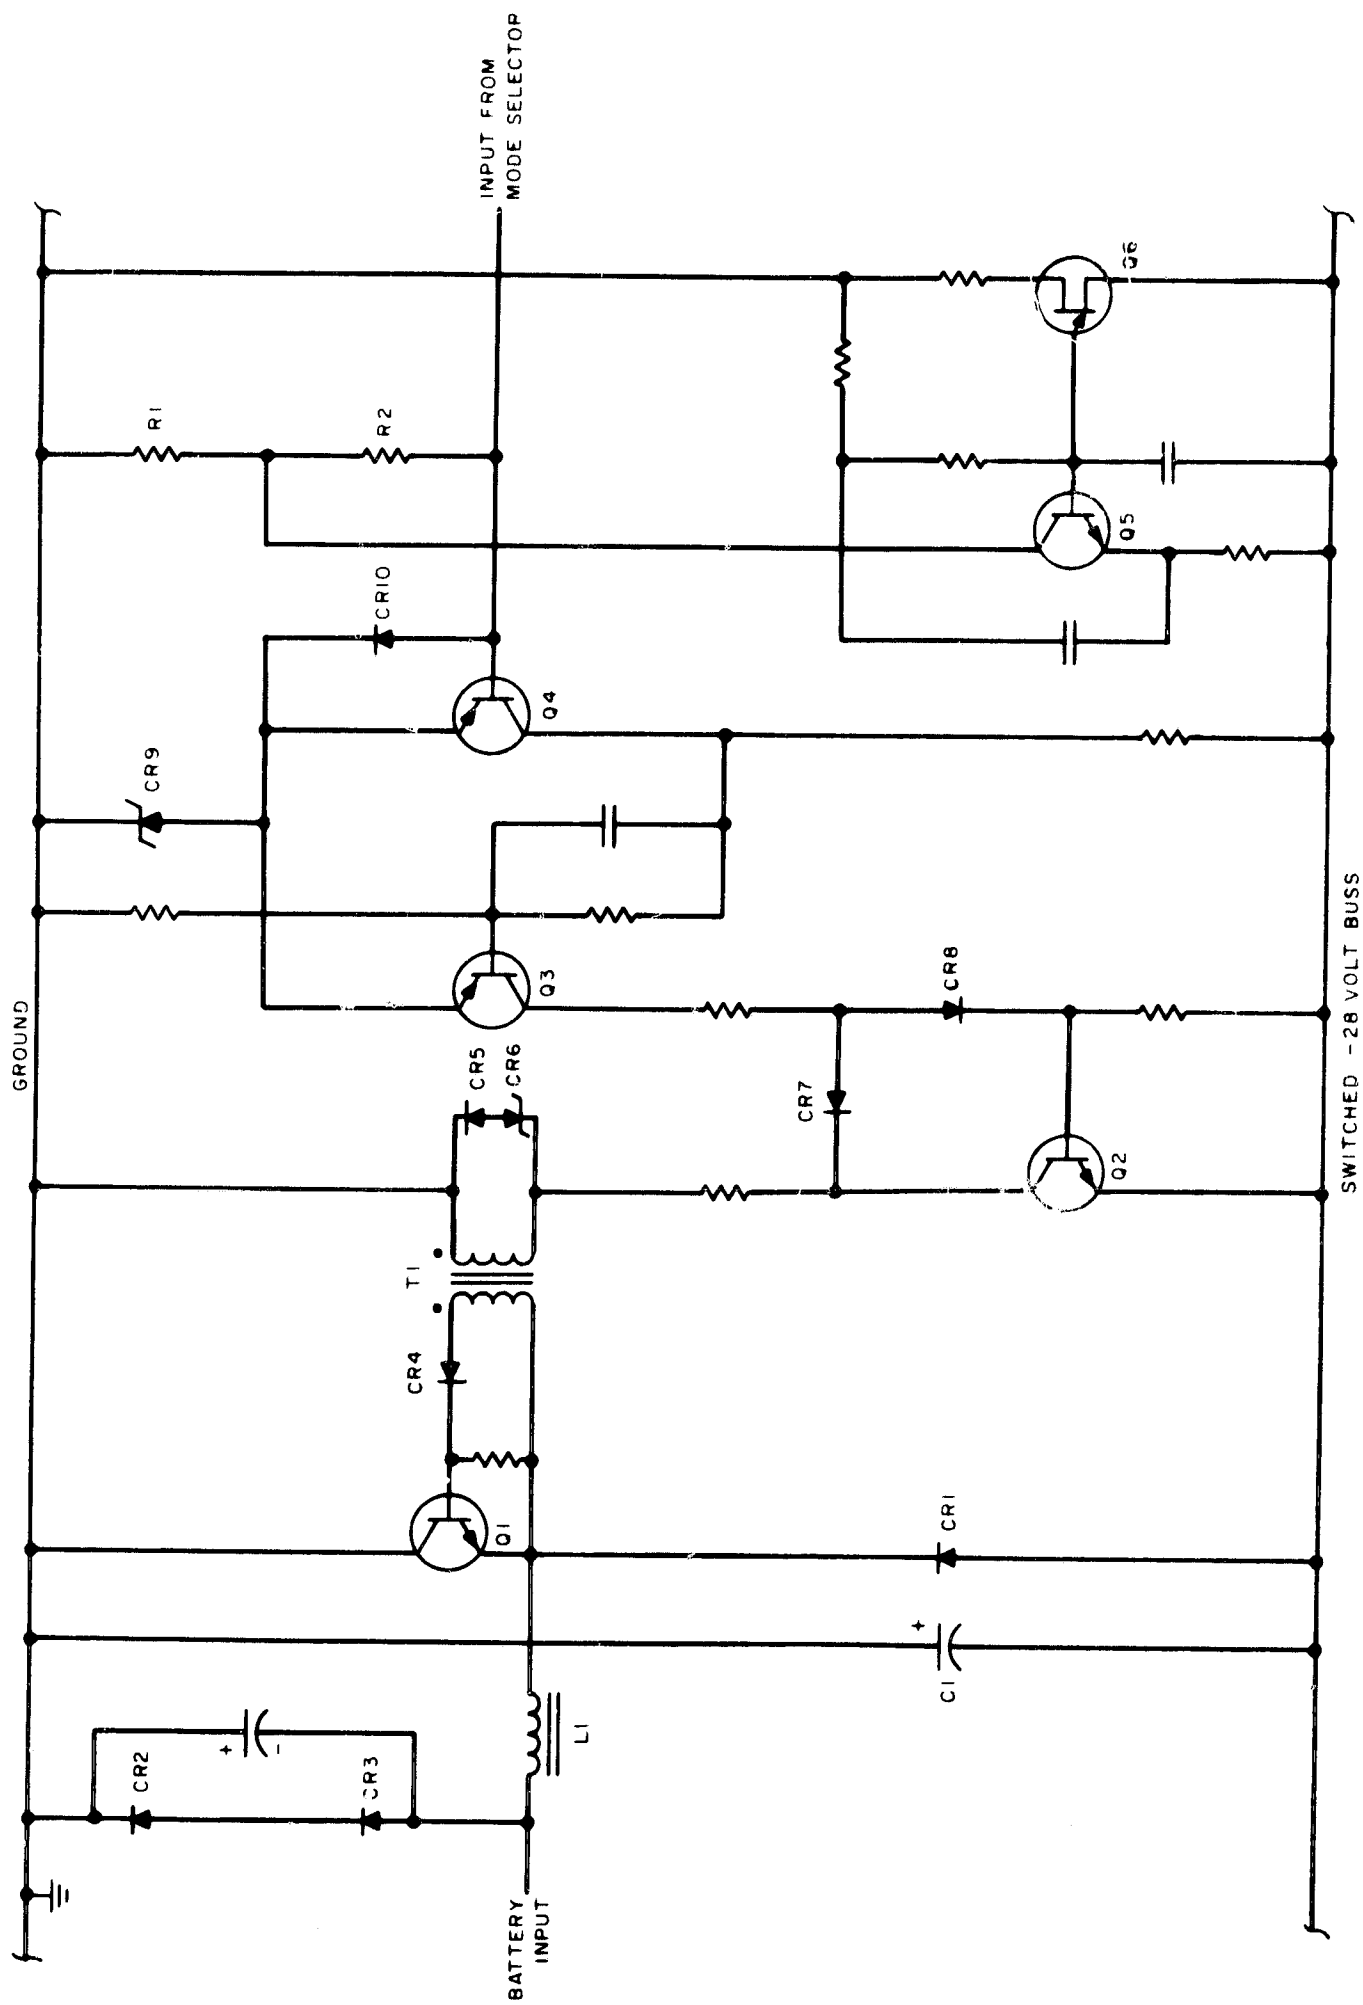 GROUND
SWITCHED -28 VOLT BUSS
BATTERY
INPUT
INPUT FROM
MODE SELECTOR
CR2
CR3
+
-
L1
C1
+
CR1
Q1
CR4
T1
CR5
CR6
CR7
Q2
CR8
Q3
CR9
Q4
CR10
R1
R2
Q5
Q6